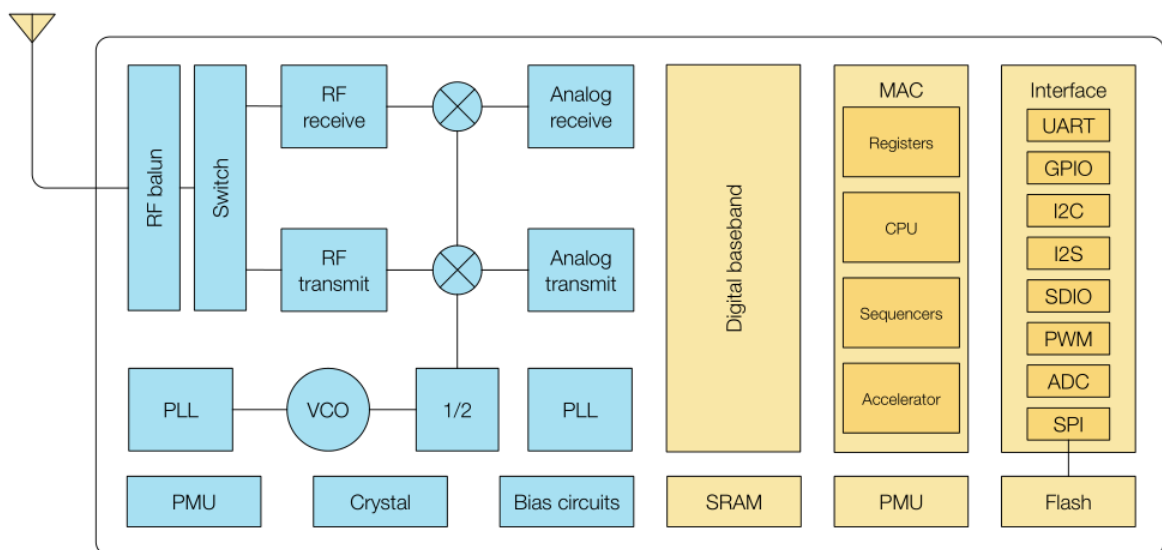 RF balun
Switch
RF
receive
Analog
receive
RF
transmit
Analog
transmit
PLL
VCO
1/2
PLL
PMU
Crystal
Bias circuits
Digital baseband
SRAM
MAC
Registers
CPU
Sequencers
Accelerator
PMU
Interface
UART
GPIO
I2C
I2S
SDIO
PWM
ADC
SPI
Flash